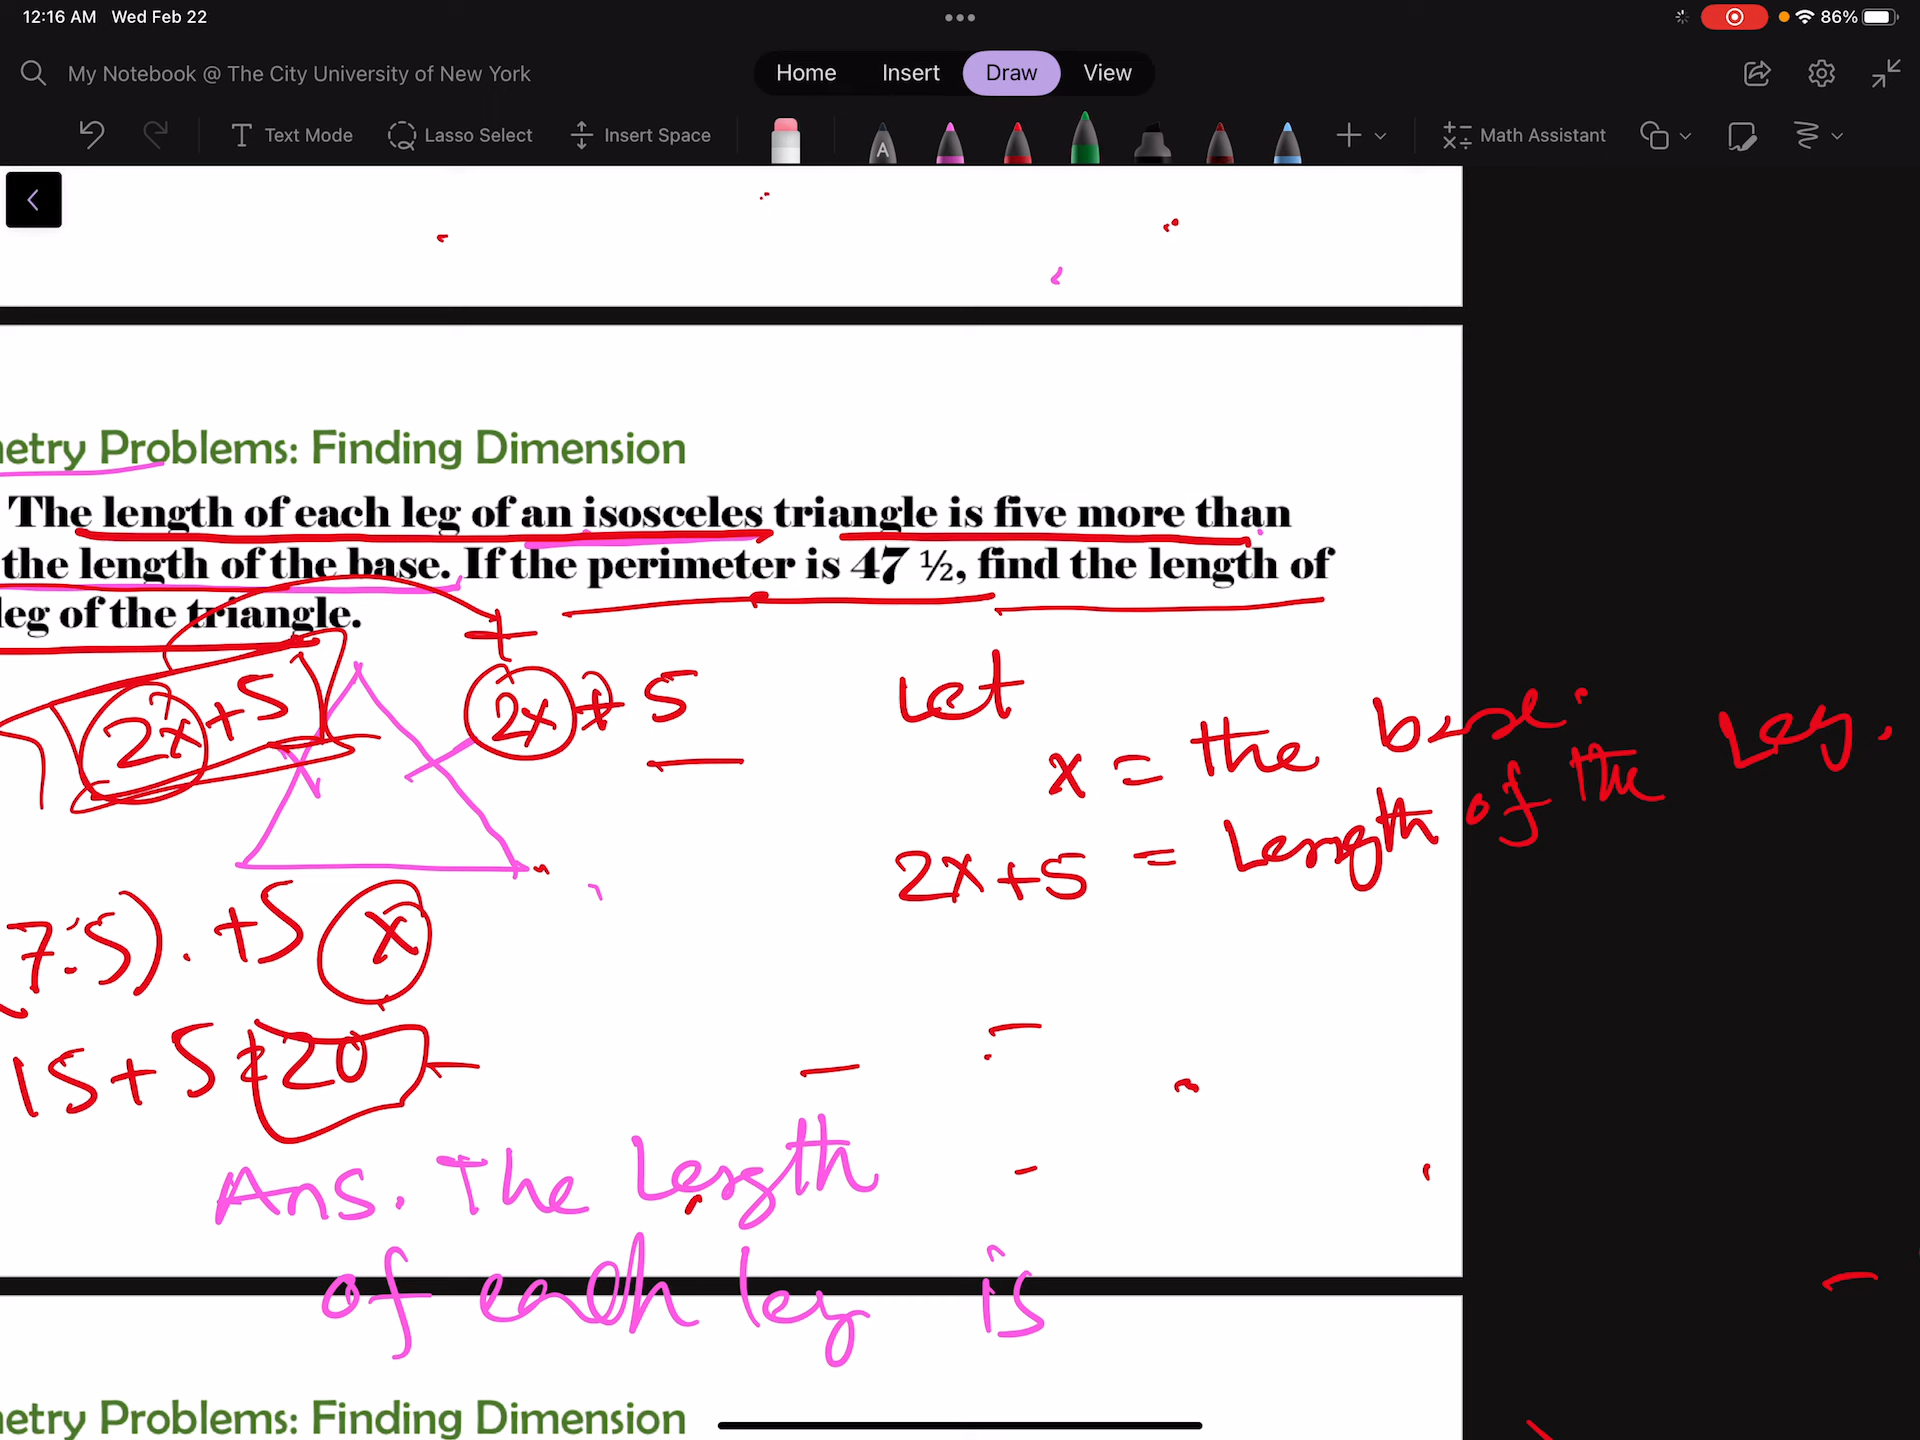 12:16 AM Wed Feb 22
86%
My Notebook @ The City University of New York
Home Insert Draw View
Text Mode Lasso Select Insert Space A Math Assistant
etry Problems: Finding Dimension
The length of each leg of an isosceles triangle is five more than
the length of the base. If the perimeter is 47 ½, find the length of
leg of the triangle.
2x+5
2x+5
Let
x = the base.
2x+5 = Length of the Leg.
7.5). +5
x
15+5=20
Ans. The Length
of each leg is
etry Problems: Finding Dimension